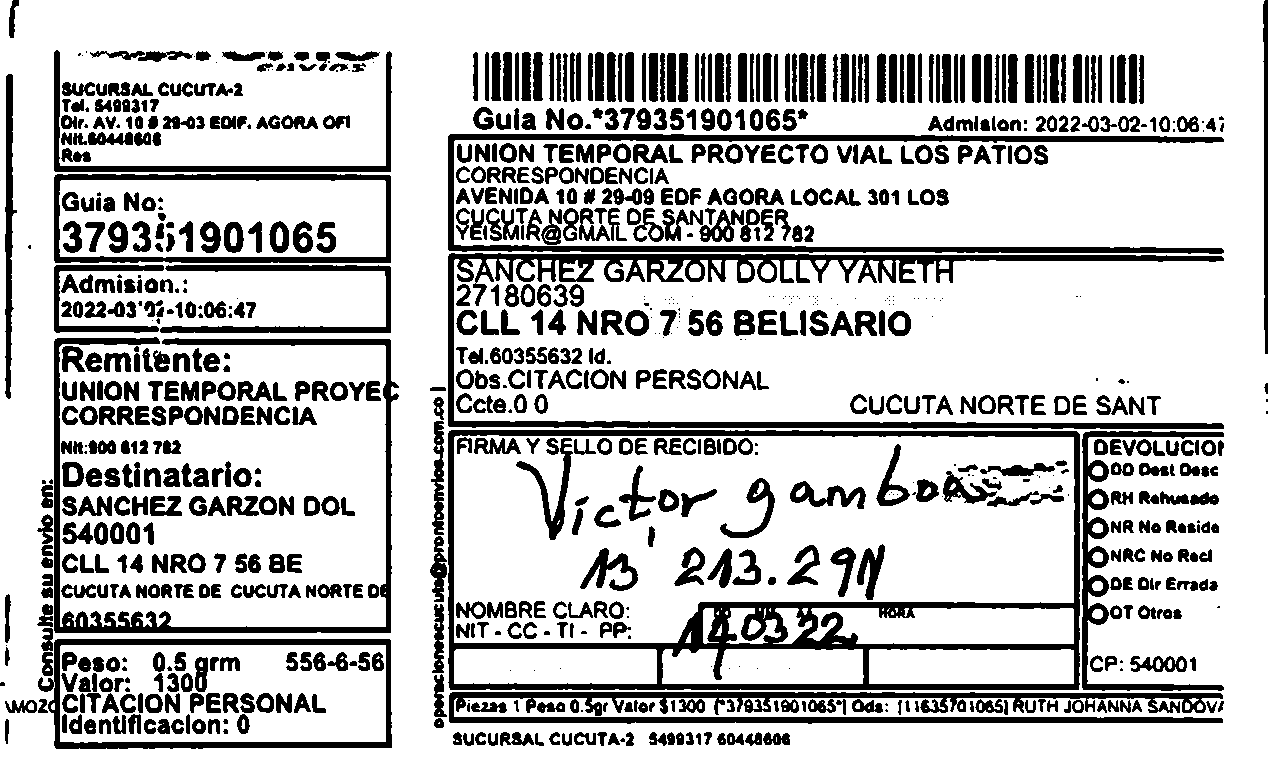 envios
SUCURSAL CUCUTA-2
Tel. 5499317
Dir. AV. 10 # 29-03 EDIF. AGORA OFI
Nit.60448606
Res
Guia No:
379351901065
Admision.:
2022-03-02-10:06:47
Remitente:
UNION TEMPORAL PROYEC
CORRESPONDENCIA
Nit:900 612 782
Destinatario:
SANCHEZ GARZON DOL
540001
CLL 14 NRO 7 56 BE
CUCUTA NORTE DE CUCUTA NORTE DE
60355632
Peso: 0.5 grm 556-6-56
Valor: 1300
CITACION PERSONAL
Identificacion: 0
Consulte su envio en:
operacionescucuta@prontoenvios.com.co
Guia No.*379351901065* Admision: 2022-03-02-10:06:47
UNION TEMPORAL PROYECTO VIAL LOS PATIOS
CORRESPONDENCIA
AVENIDA 10 # 29-09 EDF AGORA LOCAL 301 LOS
CUCUTA NORTE DE SANTANDER
YEISMIR@GMAIL COM - 900 812 782
SANCHEZ GARZON DOLLY YANETH
27180639
CLL 14 NRO 7 56 BELISARIO
Tel.60355632 Id.
Obs.CITACION PERSONAL
Ccte.0 0 CUCUTA NORTE DE SANT
FIRMA Y SELLO DE RECIBIDO:
Victor gamboa
13 213.291
NOMBRE CLARO:
NIT - CC - TI - PP:
HORA
140322
DEVOLUCION
DD Dest Desc
RH Rehusado
NR No Reside
NRC No Recl
DE Dir Errada
OT Otros
CP: 540001
Piezas 1 Peso 0.5gr Valor $1300 (*379351901065*) Ods: [11635701065] RUTH JOHANNA SANDOVA
SUCURSAL CUCUTA-2 5499317 60448606